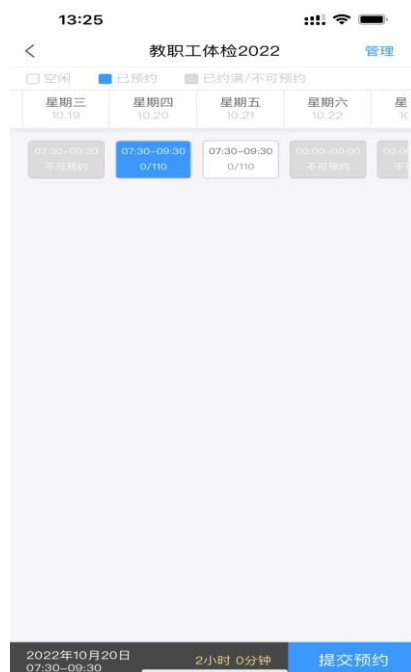 13:25
教职工体检2022
管理
空闲 已预约 已约满/不可预约
星期三 星期四 星期五 星期六 星
10.19 10.20 10.21 10.22
07:30-09:30 07:30-09:30 07:30-09:30 00:00-00:00
不可预约 0/110 0/110 不可预约
2022年10月20日
07:30-09:30
2小时 0分钟
提交预约